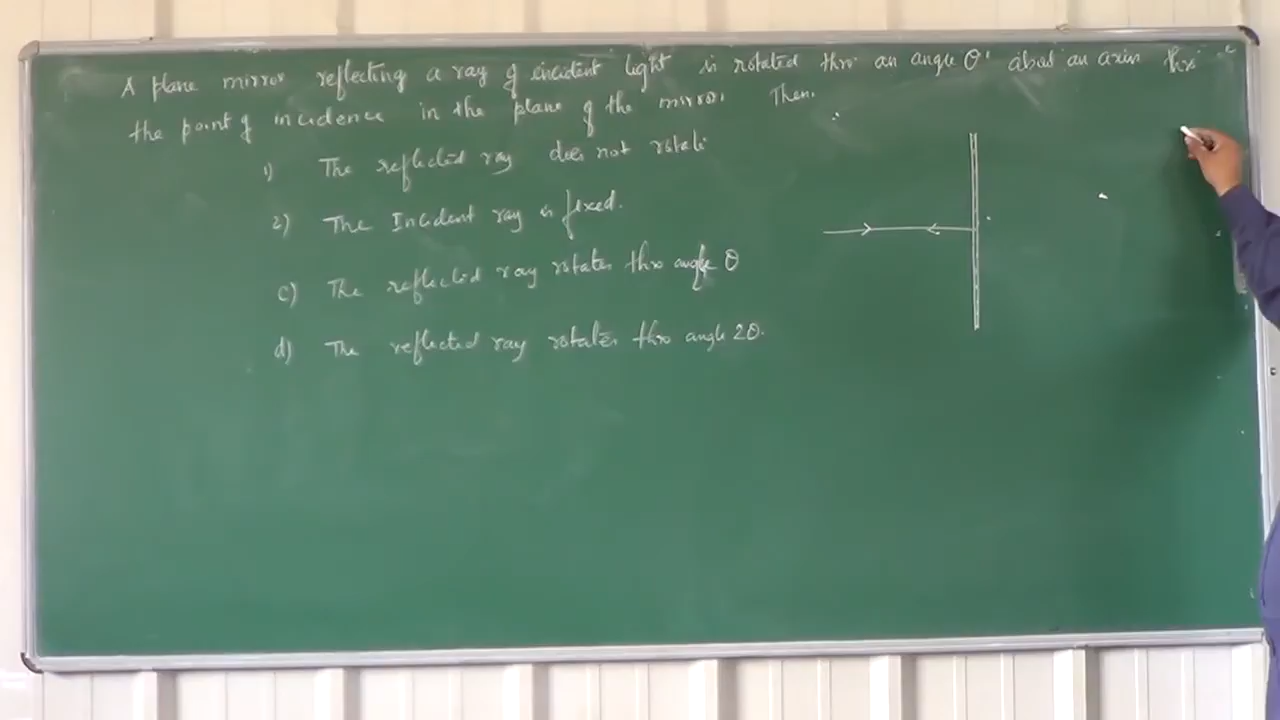 A plane mirror reflecting a ray of incident light is rotated thro an angle θ' about an axis thro
the point of incidence in the plane of the mirror. Then.
1) The reflected ray does not rotate
2) The Incident ray is fixed.
c) The reflected ray rotates thro angle θ
d) The reflected ray rotates thro angle 2θ.